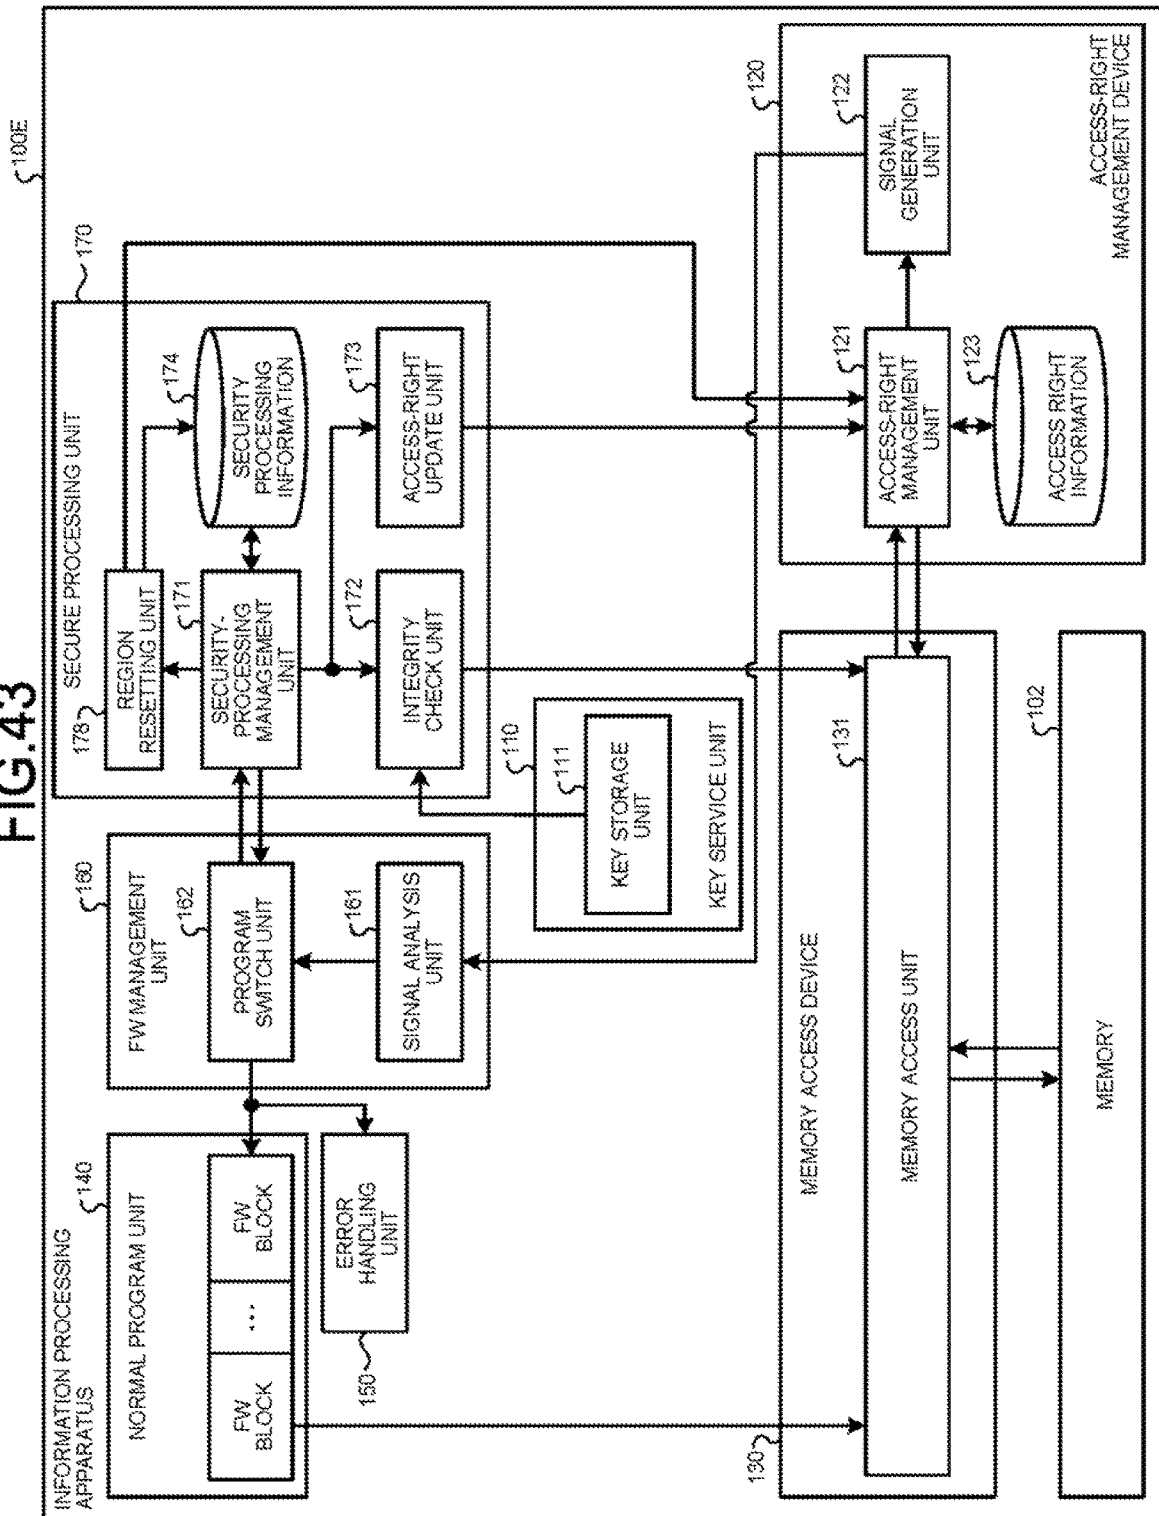 FIG.43
100E
INFORMATION PROCESSING
APPARATUS
140
NORMAL PROGRAM UNIT
FW
BLOCK
...
FW
BLOCK
150
ERROR
HANDLING
UNIT
160
FW MANAGEMENT
UNIT
162
PROGRAM
SWITCH UNIT
161
SIGNAL ANALYSIS
UNIT
170
SECURE PROCESSING UNIT
178
REGION
RESETTING UNIT
171
SECURITY-
PROCESSING
MANAGEMENT
UNIT
174
SECURITY
PROCESSING
INFORMATION
172
INTEGRITY
CHECK UNIT
173
ACCESS-RIGHT
UPDATE UNIT
110
111
KEY STORAGE
UNIT
KEY SERVICE UNIT
130
MEMORY ACCESS DEVICE
131
MEMORY ACCESS UNIT
102
MEMORY
120
121
ACCESS-RIGHT
MANAGEMENT
UNIT
122
SIGNAL
GENERATION
UNIT
123
ACCESS RIGHT
INFORMATION
ACCESS-RIGHT
MANAGEMENT DEVICE